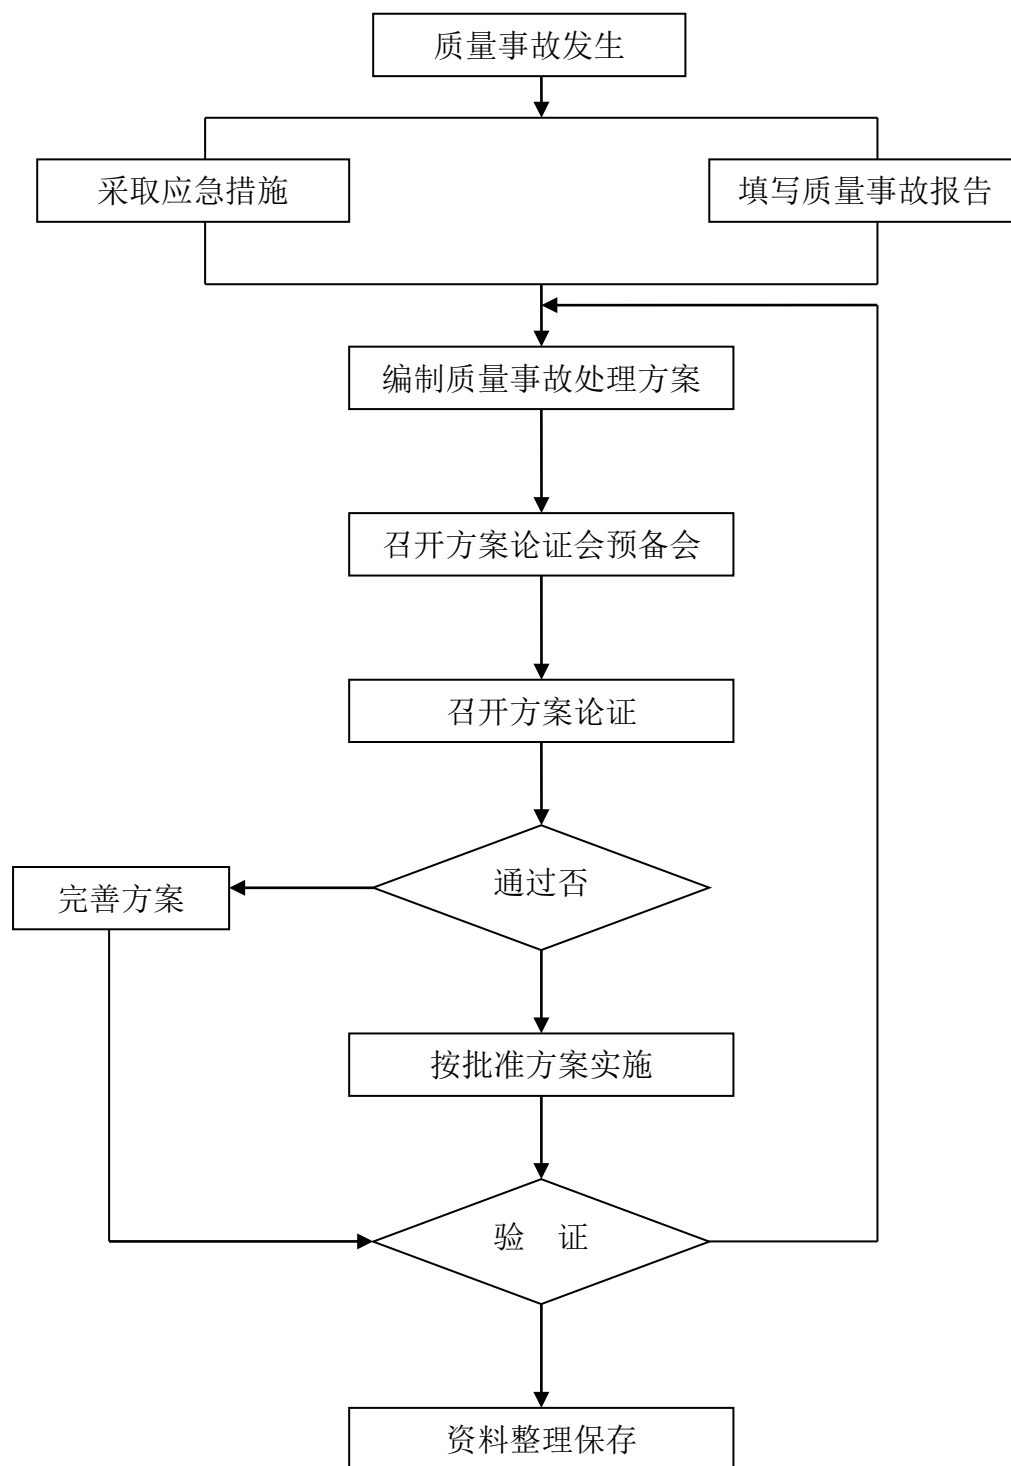 质量事故发生
采取应急措施
填写质量事故报告
编制质量事故处理方案
召开方案论证会预备会
召开方案论证
通过否
完善方案
按批准方案实施
验 证
资料整理保存